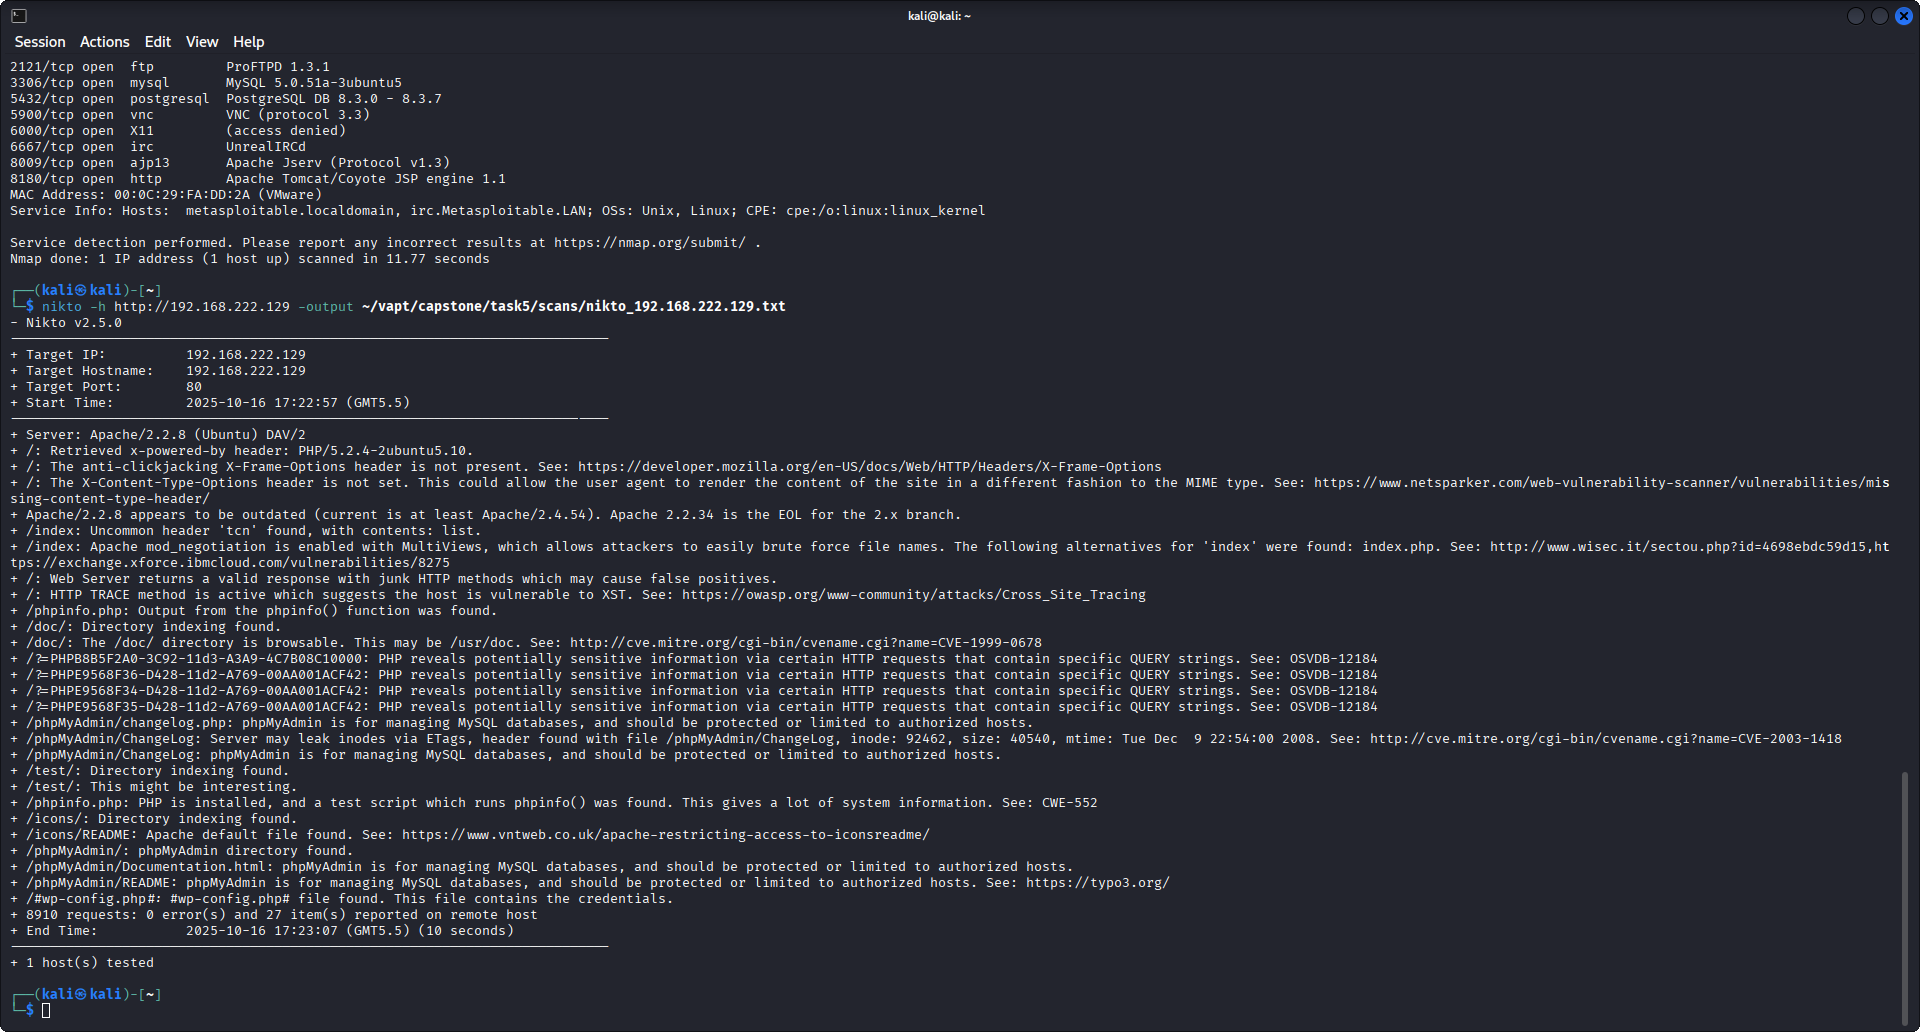 kali@kali: ~
Session Actions Edit View Help
2121/tcp open  ftp         ProFTPD 1.3.1
3306/tcp open  mysql       MySQL 5.0.51a-3ubuntu5
5432/tcp open  postgresql  PostgreSQL DB 8.3.0 - 8.3.7
5900/tcp open  vnc         VNC (protocol 3.3)
6000/tcp open  X11         (access denied)
6667/tcp open  irc         UnrealIRCd
8009/tcp open  ajp13       Apache Jserv (Protocol v1.3)
8180/tcp open  http        Apache Tomcat/Coyote JSP engine 1.1
MAC Address: 00:0C:29:FA:DD:2A (VMware)
Service Info: Hosts:  metasploitable.localdomain, irc.Metasploitable.LAN; OSs: Unix, Linux; CPE: cpe:/o:linux:linux_kernel
Service detection performed. Please report any incorrect results at https://nmap.org/submit/ .
Nmap done: 1 IP address (1 host up) scanned in 11.77 seconds
┌──(kali㉿kali)-[~]
└─$ nikto -h http://192.168.222.129 -output ~/vapt/capstone/task5/scans/nikto_192.168.222.129.txt
- Nikto v2.5.0
+ Target IP:          192.168.222.129
+ Target Hostname:    192.168.222.129
+ Target Port:        80
+ Start Time:         2025-10-16 17:22:57 (GMT5.5)
+ Server: Apache/2.2.8 (Ubuntu) DAV/2
+ /: Retrieved x-powered-by header: PHP/5.2.4-2ubuntu5.10.
+ /: The anti-clickjacking X-Frame-Options header is not present. See: https://developer.mozilla.org/en-US/docs/Web/HTTP/Headers/X-Frame-Options
+ /: The X-Content-Type-Options header is not set. This could allow the user agent to render the content of the site in a different fashion to the MIME type. See: https://www.netsparker.com/web-vulnerability-scanner/vulnerabilities/mis
sing-content-type-header/
+ Apache/2.2.8 appears to be outdated (current is at least Apache/2.4.54). Apache 2.2.34 is the EOL for the 2.x branch.
+ /index: Uncommon header 'tcn' found, with contents: list.
+ /index: Apache mod_negotiation is enabled with MultiViews, which allows attackers to easily brute force file names. The following alternatives for 'index' were found: index.php. See: http://www.wisec.it/sectou.php?id=4698ebdc59d15,ht
tps://exchange.xforce.ibmcloud.com/vulnerabilities/8275
+ /: Web Server returns a valid response with junk HTTP methods which may cause false positives.
+ /: HTTP TRACE method is active which suggests the host is vulnerable to XST. See: https://owasp.org/www-community/attacks/Cross_Site_Tracing
+ /phpinfo.php: Output from the phpinfo() function was found.
+ /doc/: Directory indexing found.
+ /doc/: The /doc/ directory is browsable. This may be /usr/doc. See: http://cve.mitre.org/cgi-bin/cvename.cgi?name=CVE-1999-0678
+ /?=PHPB8B5F2A0-3C92-11d3-A3A9-4C7B08C10000: PHP reveals potentially sensitive information via certain HTTP requests that contain specific QUERY strings. See: OSVDB-12184
+ /?=PHPE9568F36-D428-11d2-A769-00AA001ACF42: PHP reveals potentially sensitive information via certain HTTP requests that contain specific QUERY strings. See: OSVDB-12184
+ /?=PHPE9568F34-D428-11d2-A769-00AA001ACF42: PHP reveals potentially sensitive information via certain HTTP requests that contain specific QUERY strings. See: OSVDB-12184
+ /?=PHPE9568F35-D428-11d2-A769-00AA001ACF42: PHP reveals potentially sensitive information via certain HTTP requests that contain specific QUERY strings. See: OSVDB-12184
+ /phpMyAdmin/changelog.php: phpMyAdmin is for managing MySQL databases, and should be protected or limited to authorized hosts.
+ /phpMyAdmin/ChangeLog: Server may leak inodes via ETags, header found with file /phpMyAdmin/ChangeLog, inode: 92462, size: 40540, mtime: Tue Dec  9 22:54:00 2008. See: http://cve.mitre.org/cgi-bin/cvename.cgi?name=CVE-2003-1418
+ /phpMyAdmin/ChangeLog: phpMyAdmin is for managing MySQL databases, and should be protected or limited to authorized hosts.
+ /test/: Directory indexing found.
+ /test/: This might be interesting.
+ /phpinfo.php: PHP is installed, and a test script which runs phpinfo() was found. This gives a lot of system information. See: CWE-552
+ /icons/: Directory indexing found.
+ /icons/README: Apache default file found. See: https://www.vntweb.co.uk/apache-restricting-access-to-iconsreadme/
+ /phpMyAdmin/: phpMyAdmin directory found.
+ /phpMyAdmin/Documentation.html: phpMyAdmin is for managing MySQL databases, and should be protected or limited to authorized hosts.
+ /phpMyAdmin/README: phpMyAdmin is for managing MySQL databases, and should be protected or limited to authorized hosts. See: https://typo3.org/
+ /#wp-config.php#: #wp-config.php# file found. This file contains the credentials.
+ 8910 requests: 0 error(s) and 27 item(s) reported on remote host
+ End Time:           2025-10-16 17:23:07 (GMT5.5) (10 seconds)
+ 1 host(s) tested
┌──(kali㉿kali)-[~]
└─$